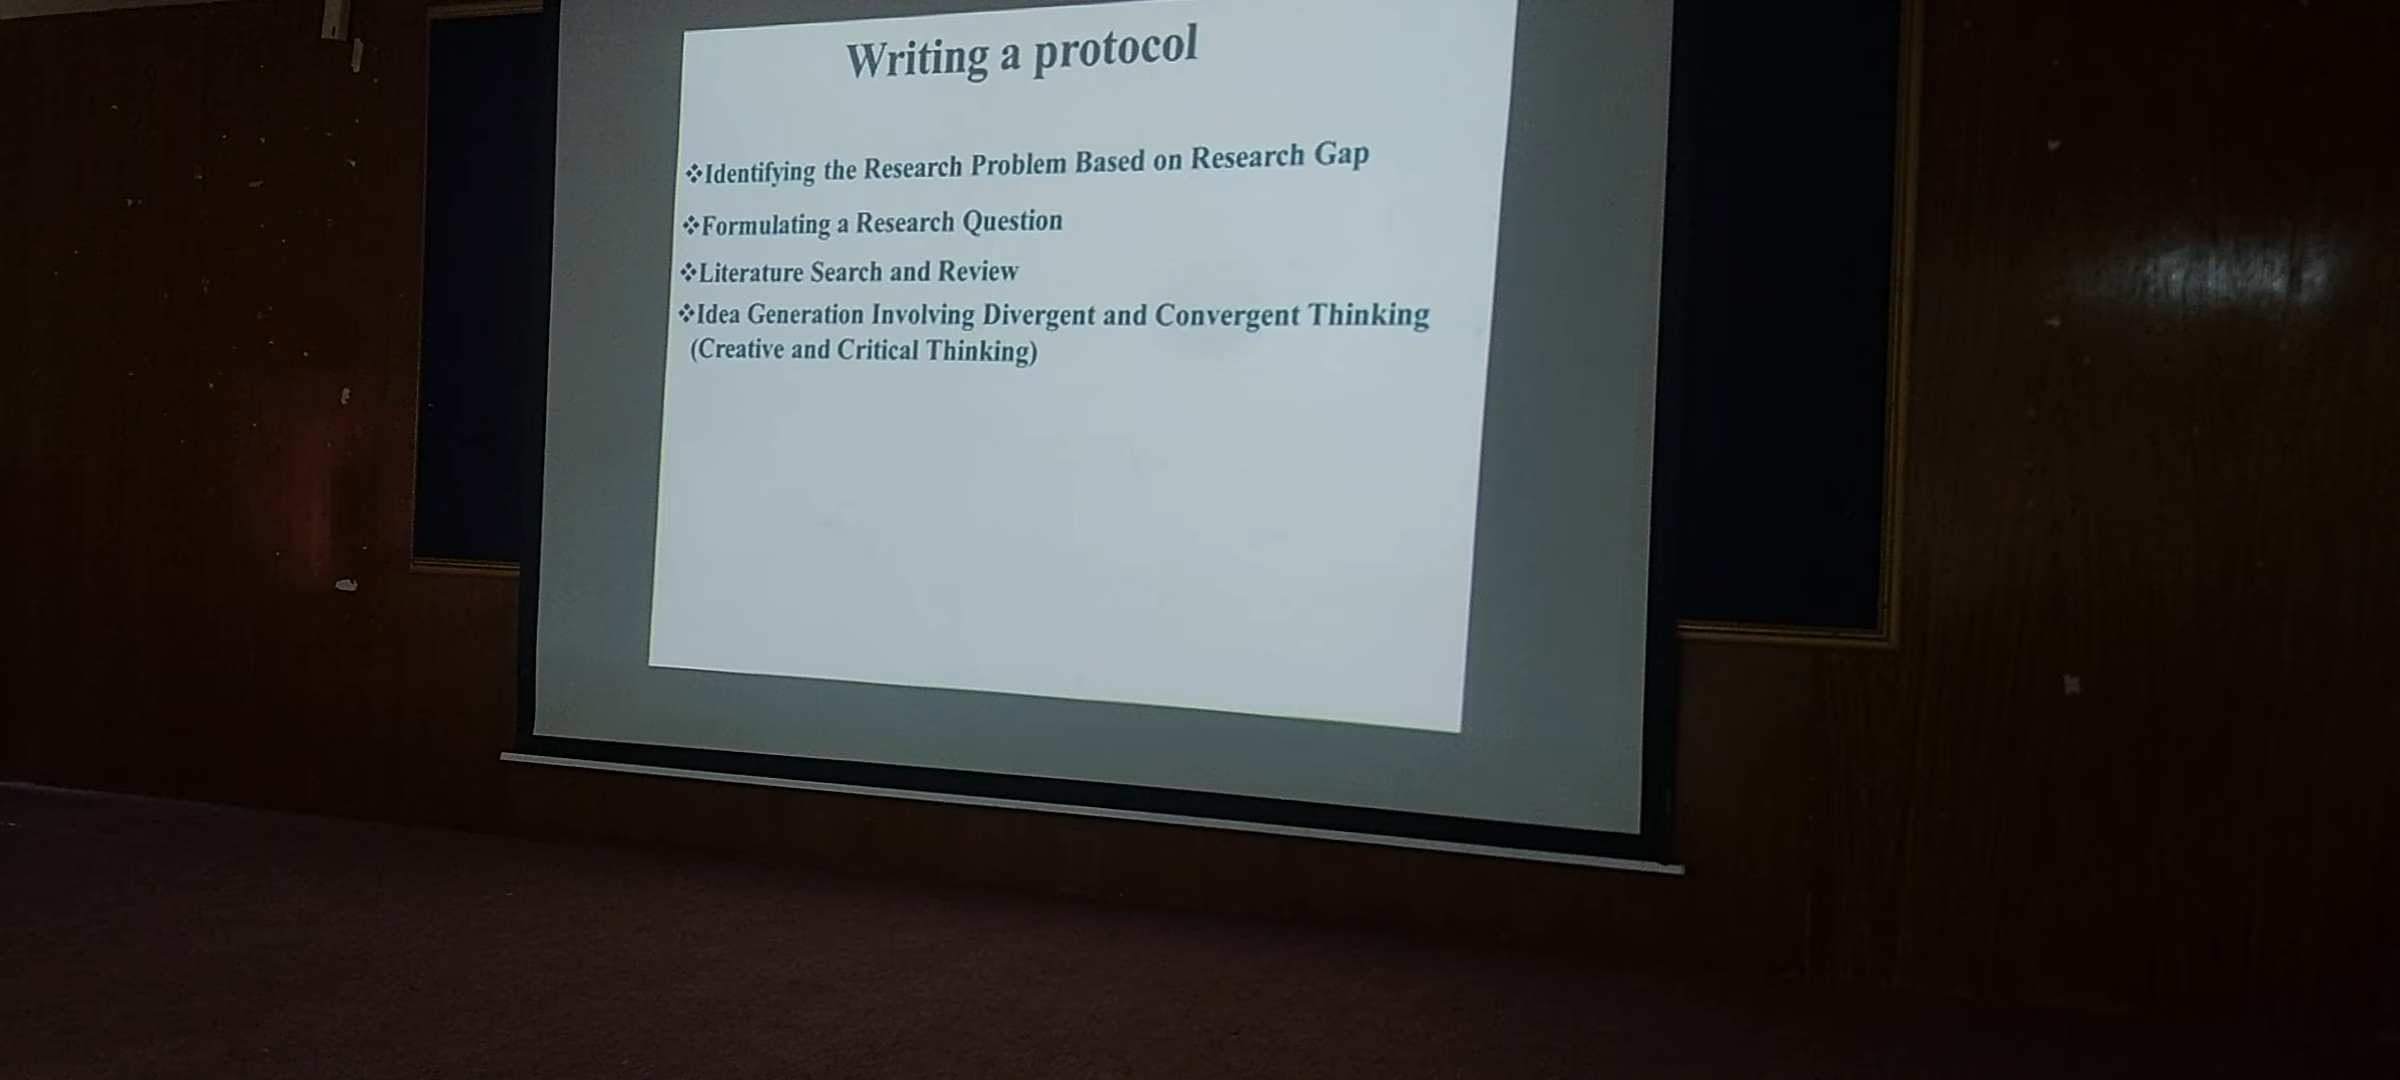 Writing a protocol
❖Identifying the Research Problem Based on Research Gap
❖Formulating a Research Question
❖Literature Search and Review
❖Idea Generation Involving Divergent and Convergent Thinking
(Creative and Critical Thinking)